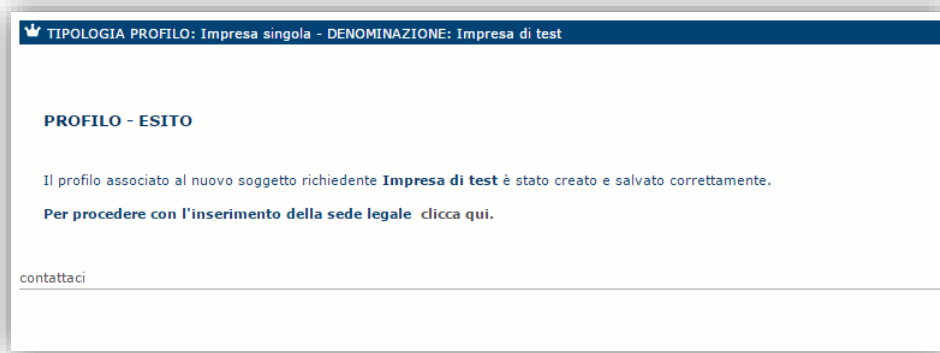 TIPOLOGIA PROFILO: Impresa singola - DENOMINAZIONE: Impresa di test
PROFILO - ESITO
Il profilo associato al nuovo soggetto richiedente Impresa di test è stato creato e salvato correttamente.
Per procedere con l'inserimento della sede legale clicca qui.
contattaci